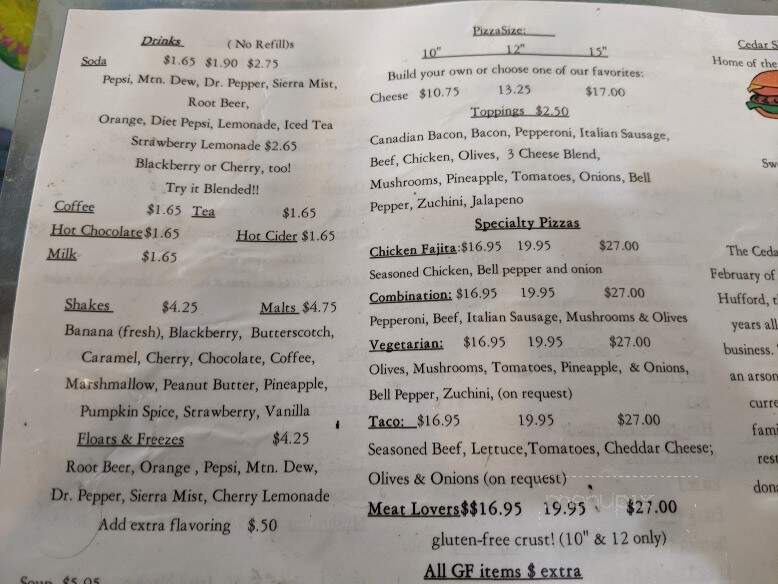 Drinks ( No Refill)s
Soda $1.65 $1.90 $2.75
Pepsi, Mtn. Dew, Dr. Pepper, Sierra Mist,
Root Beer,
Orange, Diet Pepsi, Lemonade, Iced Tea
Strawberry Lemonade $2.65
Blackberry or Cherry, too!
Try it Blended!!
Coffee $1.65 Tea $1.65
Hot Chocolate $1.65 Hot Cider $1.65
Milk $1.65
Shakes $4.25 Malts $4.75
Banana (fresh), Blackberry, Butterscotch,
Caramel, Cherry, Chocolate, Coffee,
Marshmallow, Peanut Butter, Pineapple,
Pumpkin Spice, Strawberry, Vanilla
Floats & Freezes $4.25
Root Beer, Orange , Pepsi, Mtn. Dew,
Dr. Pepper, Sierra Mist, Cherry Lemonade
Add extra flavoring $.50
Soup $5.95
Pizza Size:
10" 12" 15"
Build your own or choose one of our favorites:
Cheese $10.75 13.25 $17.00
Toppings $2.50
Canadian Bacon, Bacon, Pepperoni, Italian Sausage,
Beef, Chicken, Olives, 3 Cheese Blend,
Mushrooms, Pineapple, Tomatoes, Onions, Bell
Pepper, Zuchini, Jalapeno
Specialty Pizzas
Chicken Fajita:$16.95 19.95 $27.00
Seasoned Chicken, Bell pepper and onion
Combination: $16.95 19.95 $27.00
Pepperoni, Beef, Italian Sausage, Mushrooms & Olives
Vegetarian: $16.95 19.95 $27.00
Olives, Mushrooms, Tomatoes, Pineapple, & Onions,
Bell Pepper, Zuchini, (on request)
Taco: $16.95 19.95 $27.00
Seasoned Beef, Lettuce,Tomatoes, Cheddar Cheese;
Olives & Onions (on request)
menupix
Meat Lovers$$16.95 19.95 $27.00
gluten-free crust! (10" & 12 only)
All GF items $ extra
Cedar S
Home of the
Sw
The Ceda
February of
Hufford, t
years all
business.
an arson
curre
fami
rest
dona